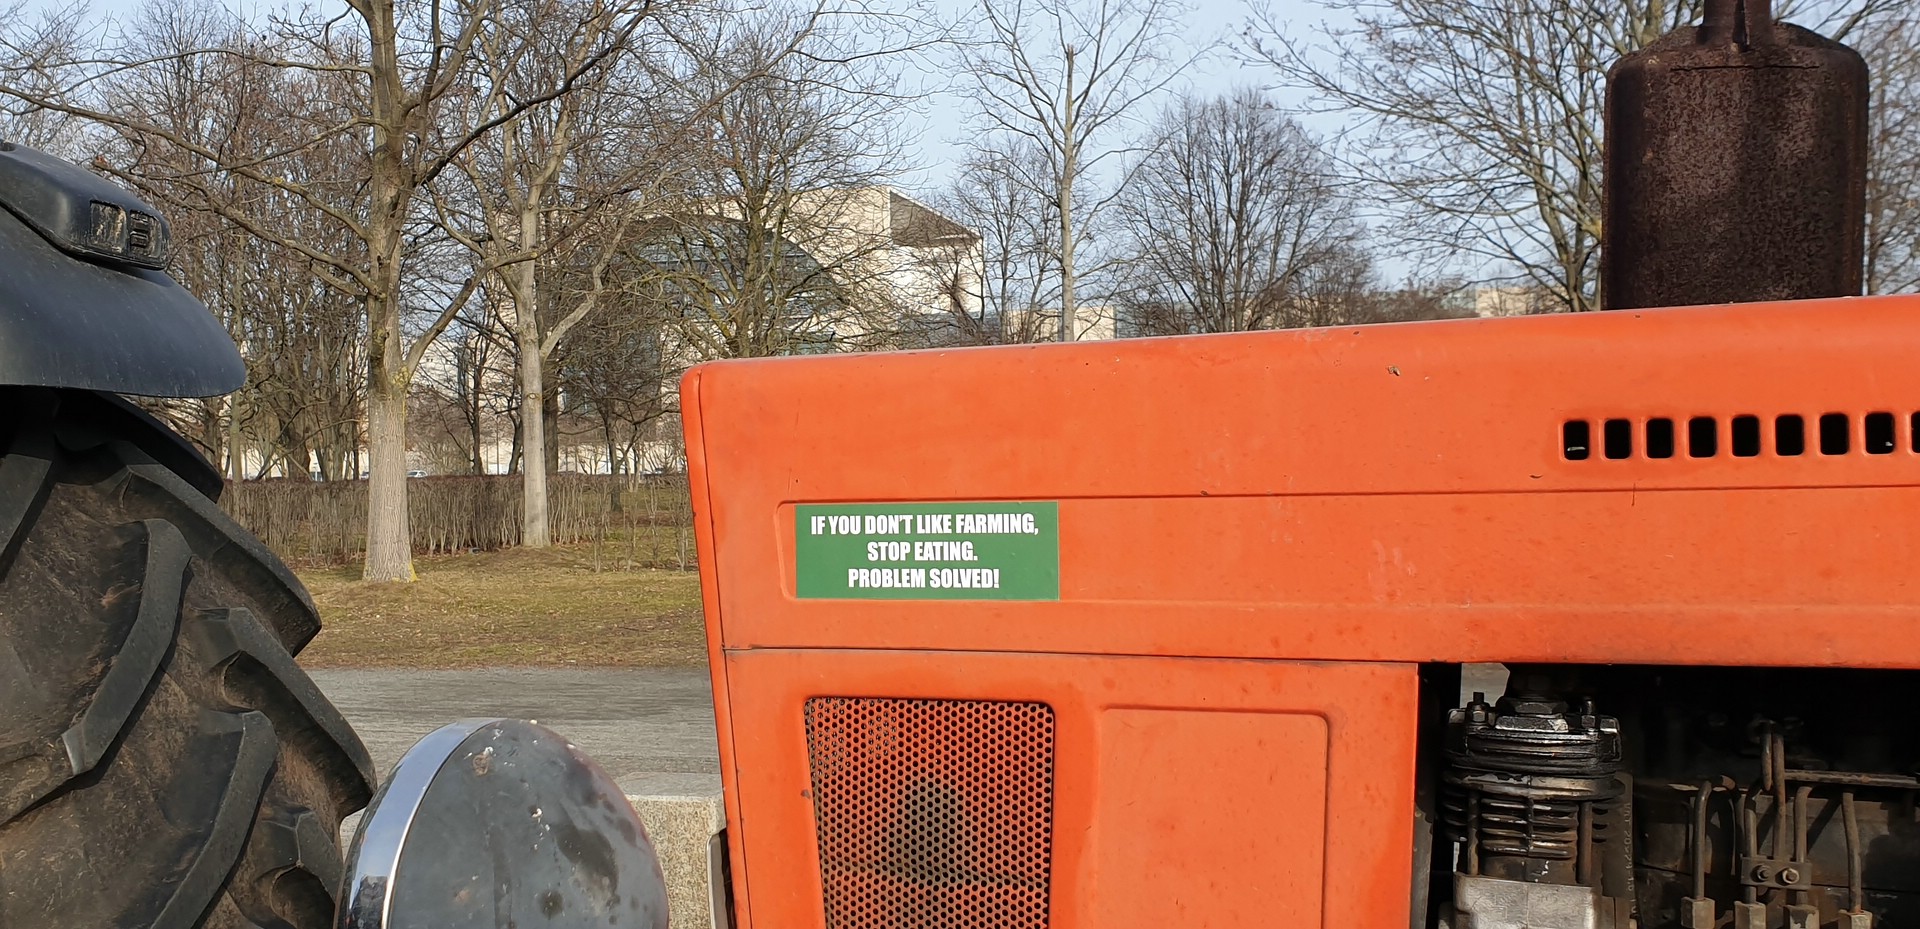 IF YOU DON'T LIKE FARMING,
STOP EATING.
PROBLEM SOLVED!